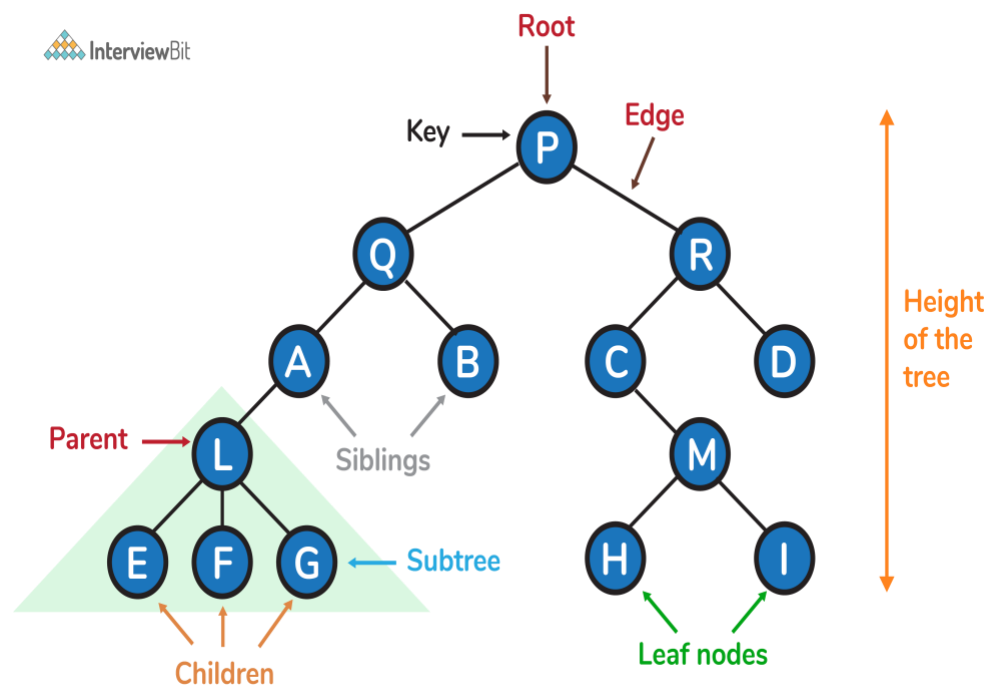 Root
InterviewBit
Key
Edge
P
Q
R
Height
of the
tree
A
B
C
D
Parent
L
Siblings
M
E
F
G
Subtree
H
I
Children
Leaf nodes